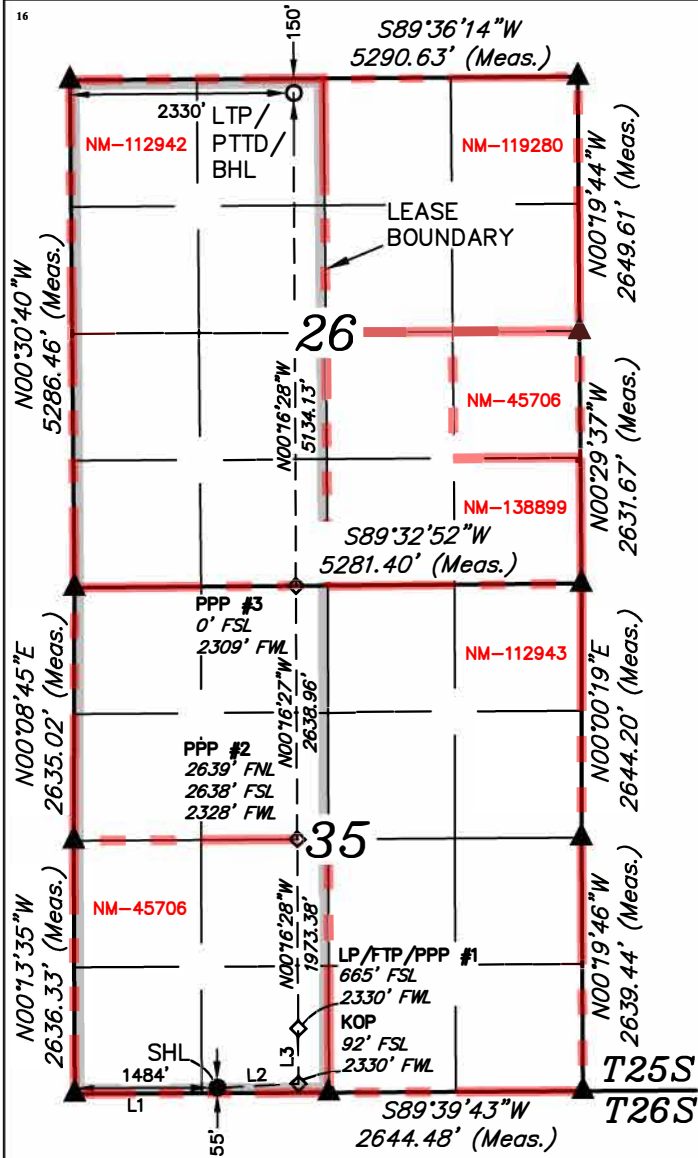 16
S89°36'14"W
5290.63' (Meas.)
150'
2330'
LTP/
PTTD/
BHL
NM-112942
NM-119280
LEASE
BOUNDARY
N00°19'44"W
2649.61' (Meas.)
N00°30'40"W
5286.46' (Meas.)
26
N00°16'28"W
5134.13'
NM-45706
N00°29'37"W
2631.67' (Meas.)
NM-138899
S89°32'52"W
5281.40' (Meas.)
PPP #3
0' FSL
2309' FWL
NM-112943
N00°08'45"E
2635.02' (Meas.)
N00°16'27"W
2638.96'
N00°00'19"E
2644.20' (Meas.)
PPP #2
2639' FNL
2638' FSL
2328' FWL
35
NM-45706
N00°13'35"W
2636.33' (Meas.)
N00°16'28"W
1973.38'
N00°19'46"W
2639.44' (Meas.)
LP/FTP/PPP #1
665' FSL
2330' FWL
KOP
92' FSL
2330' FWL
SHL
1484'
L1
L2
L3
55'
T25S
T26S
S89°39'43"W
2644.48' (Meas.)